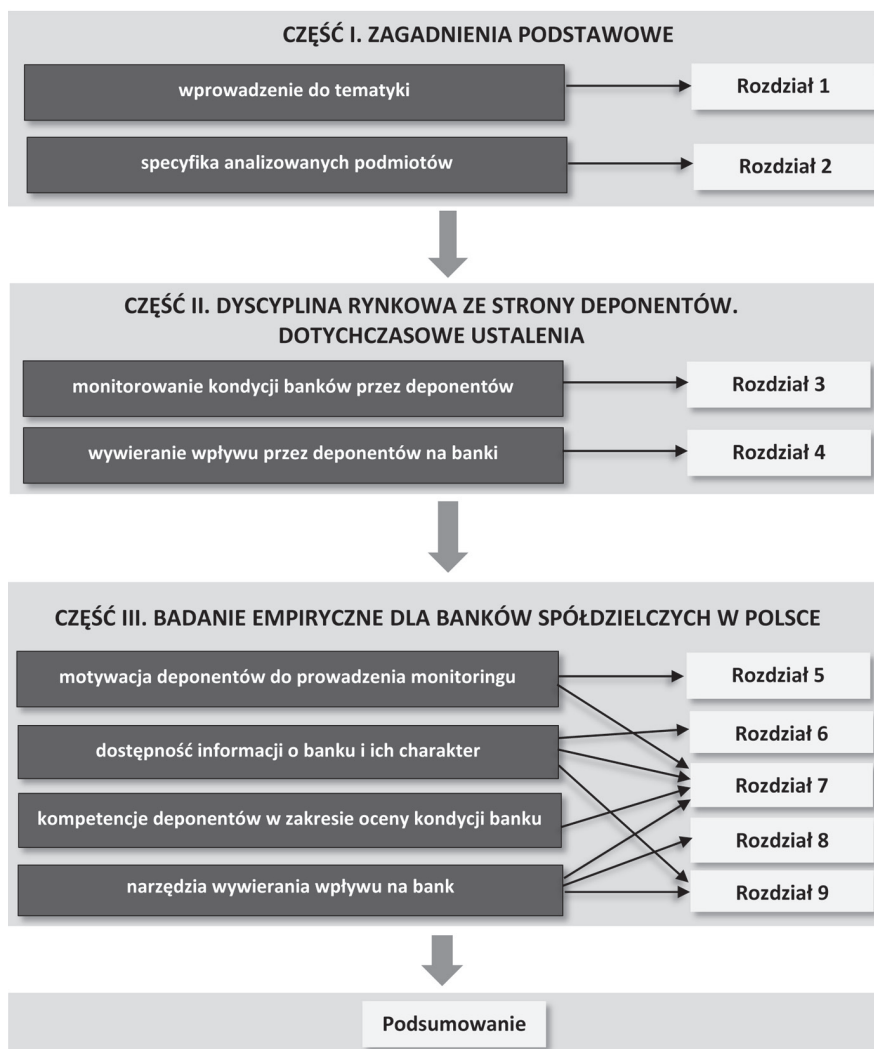 CZĘŚĆ I. ZAGADNIENIA PODSTAWOWE
wprowadzenie do tematyki
Rozdział 1
specyfika analizowanych podmiotów
Rozdział 2
CZĘŚĆ II. DYSCYPLINA RYNKOWA ZE STRONY DEPONENTÓW.
DOTYCHCZASOWE USTALENIA
monitorowanie kondycji banków przez deponentów
Rozdział 3
wywieranie wpływu przez deponentów na banki
Rozdział 4
CZĘŚĆ III. BADANIE EMPIRYCZNE DLA BANKÓW SPÓŁDZIELCZYCH W POLSCE
motywacja deponentów do prowadzenia monitoringu
Rozdział 5
dostępność informacji o banku i ich charakter
Rozdział 6
Rozdział 7
kompetencje deponentów w zakresie oceny kondycji banku
Rozdział 8
narzędzia wywierania wpływu na bank
Rozdział 9
Podsumowanie